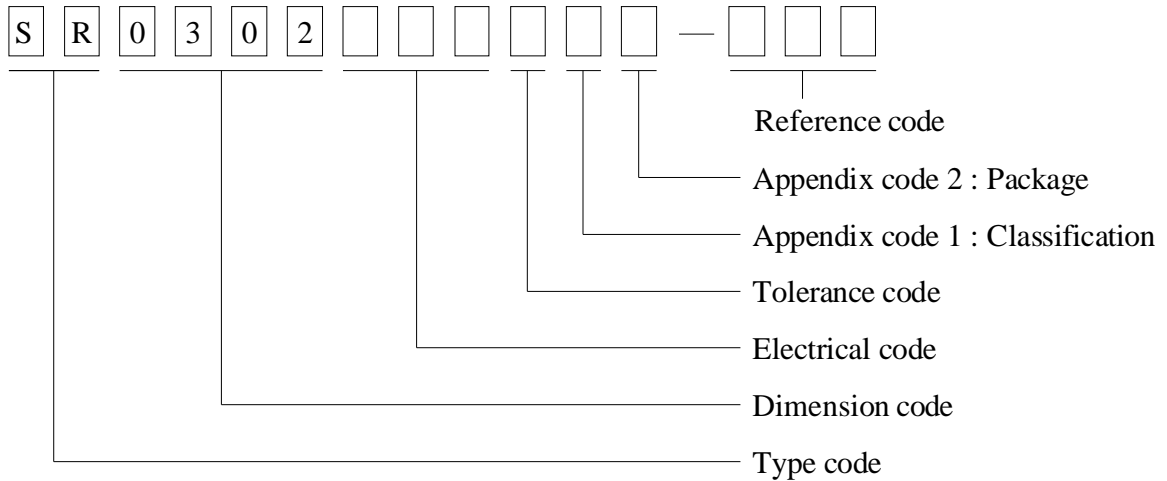 S R 0 3 0 2 —
Reference code
Appendix code 2 : Package
Appendix code 1 : Classification
Tolerance code
Electrical code
Dimension code
Type code